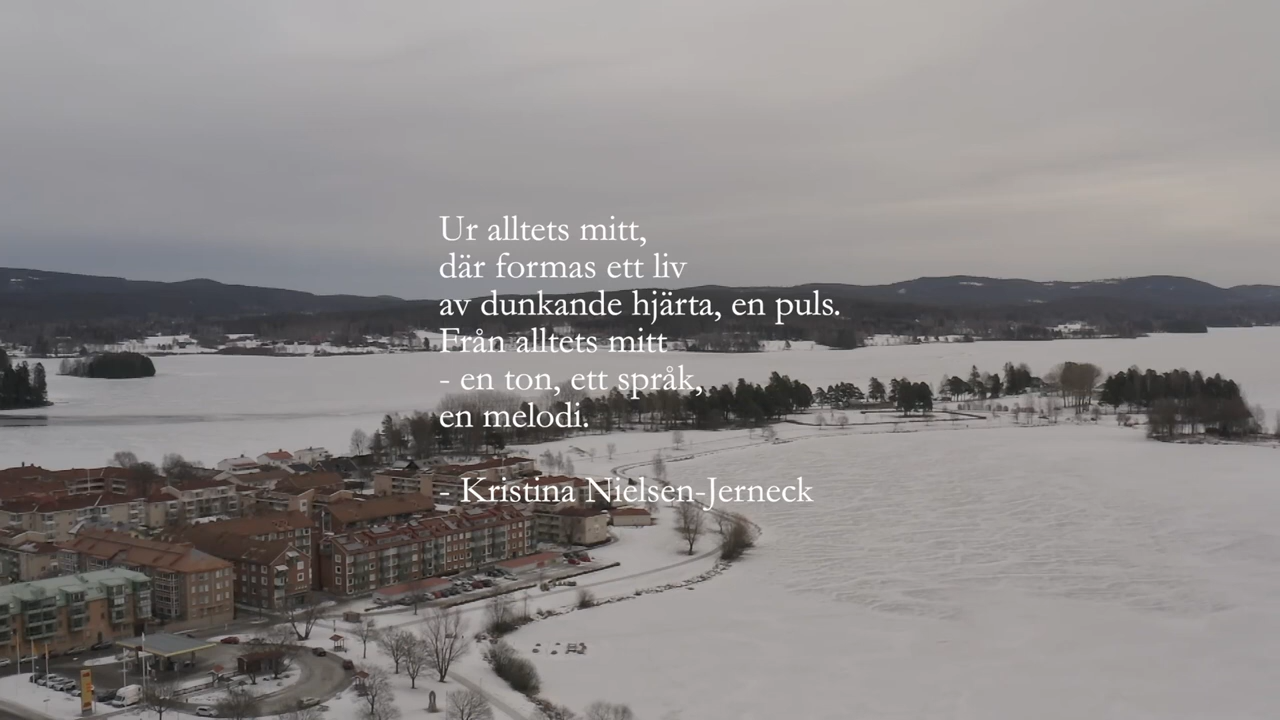 Ur alltets mitt,
där formas ett liv
av dunkande hjärta, en puls.
Från alltets mitt
- en ton, ett språk,
en melodi.
- Kristina Nielsen-Jerneck